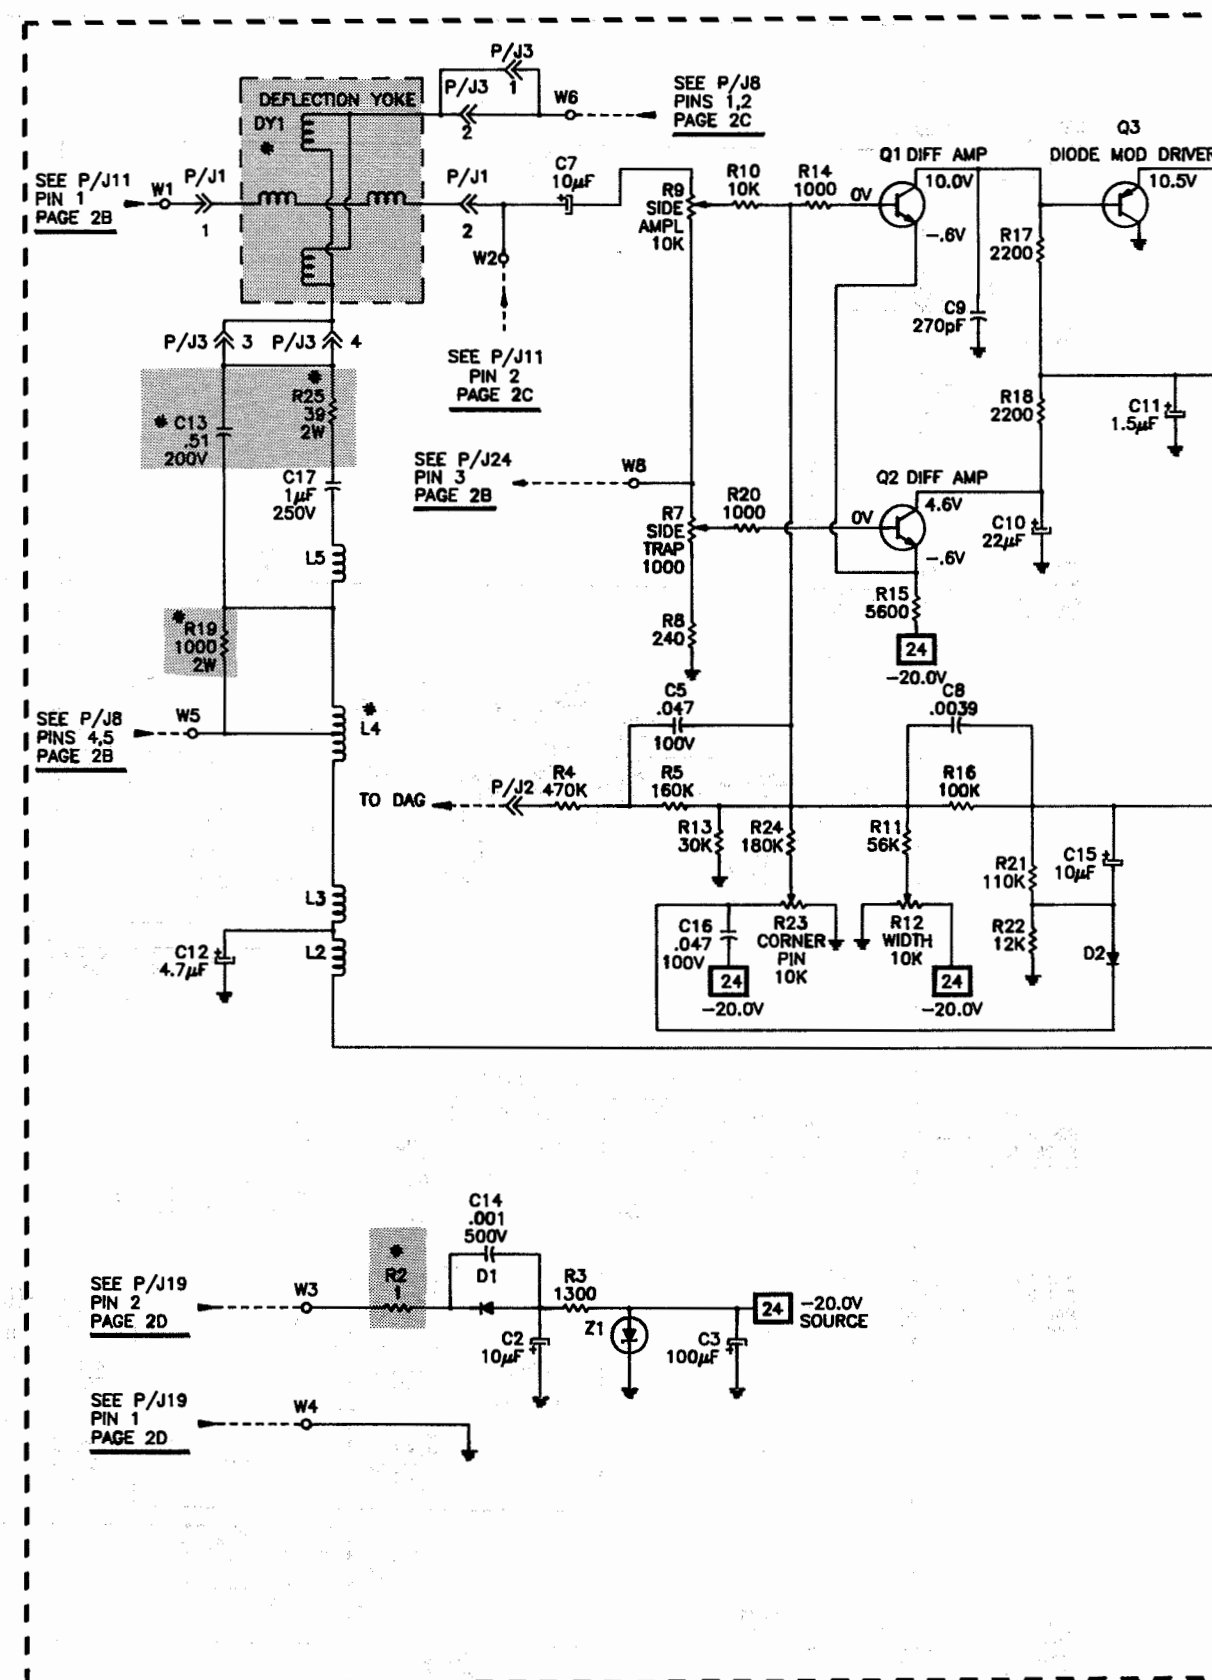 P/J3
P/J3 1
2
W6
SEE P/J8
PINS 1,2
PAGE 2C
DEFLECTION YOKE
DY1
*
SEE P/J11
PIN 1
PAGE 2B
W1
P/J1
1
P/J1
2
W2
C7
10µF
R9
SIDE
AMPL
10K
R10
10K
R14
1000
Q1 DIFF AMP
0V
10.0V
-.6V
Q3
DIODE MOD DRIVER
10.5V
R17
2200
C9
270pF
P/J3 3
P/J3 4
SEE P/J11
PIN 2
PAGE 2C
*
R25
39
2W
* C13
.51
200V
C17
1µF
250V
R18
2200
C11
1.5µF
SEE P/J24
PIN 3
PAGE 2B
W8
R7
SIDE
TRAP
1000
R20
1000
Q2 DIFF AMP
0V
4.6V
-.6V
C10
22µF
L5
R15
5600
24
-20.0V
*
R19
1000
2W
R8
240
SEE P/J8
PINS 4,5
PAGE 2B
W5
*
L4
C5
.047
100V
C8
.0039
TO DAG
P/J2
R4
470K
R5
160K
R16
100K
R13
30K
R24
180K
R11
56K
R21
110K
C15
10µF
L3
C12
4.7µF
L2
C16
.047
100V
24
-20.0V
R23
CORNER
PIN
10K
R12
WIDTH
10K
24
-20.0V
R22
12K
D2
C14
.001
500V
*
R2
1
D1
R3
1300
SEE P/J19
PIN 2
PAGE 2D
W3
24
-20.0V
SOURCE
C2
10µF
Z1
C3
100µF
SEE P/J19
PIN 1
PAGE 2D
W4